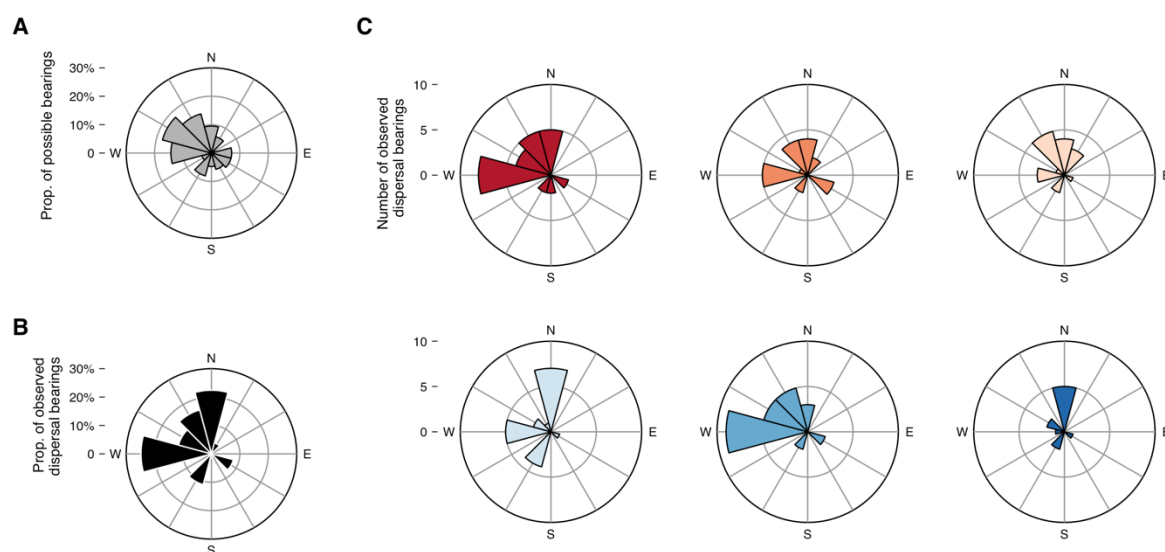 A
Prop. of possible bearings
30%
20%
10%
0
N
W
E
S
B
Prop. of observed
dispersal bearings
30%
20%
10%
0
N
W
E
S
C
Number of observed
dispersal bearings
10
5
0
N
W
E
S
N
W
E
S
N
W
E
S
10
5
0
N
W
E
S
N
W
E
S
N
W
E
S